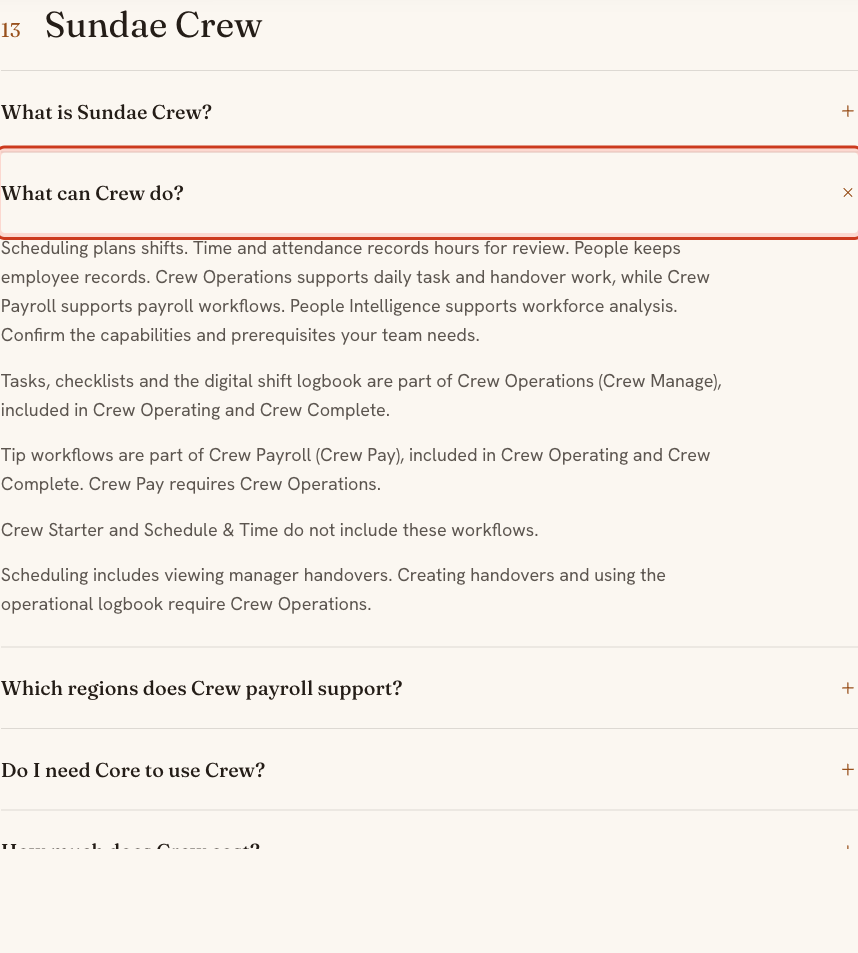 13 Sundae Crew
What is Sundae Crew? +
What can Crew do? ×
Scheduling plans shifts. Time and attendance records hours for review. People keeps
employee records. Crew Operations supports daily task and handover work, while Crew
Payroll supports payroll workflows. People Intelligence supports workforce analysis.
Confirm the capabilities and prerequisites your team needs.
Tasks, checklists and the digital shift logbook are part of Crew Operations (Crew Manage),
included in Crew Operating and Crew Complete.
Tip workflows are part of Crew Payroll (Crew Pay), included in Crew Operating and Crew
Complete. Crew Pay requires Crew Operations.
Crew Starter and Schedule & Time do not include these workflows.
Scheduling includes viewing manager handovers. Creating handovers and using the
operational logbook require Crew Operations.
Which regions does Crew payroll support? +
Do I need Core to use Crew? +
How much does Crew cost?